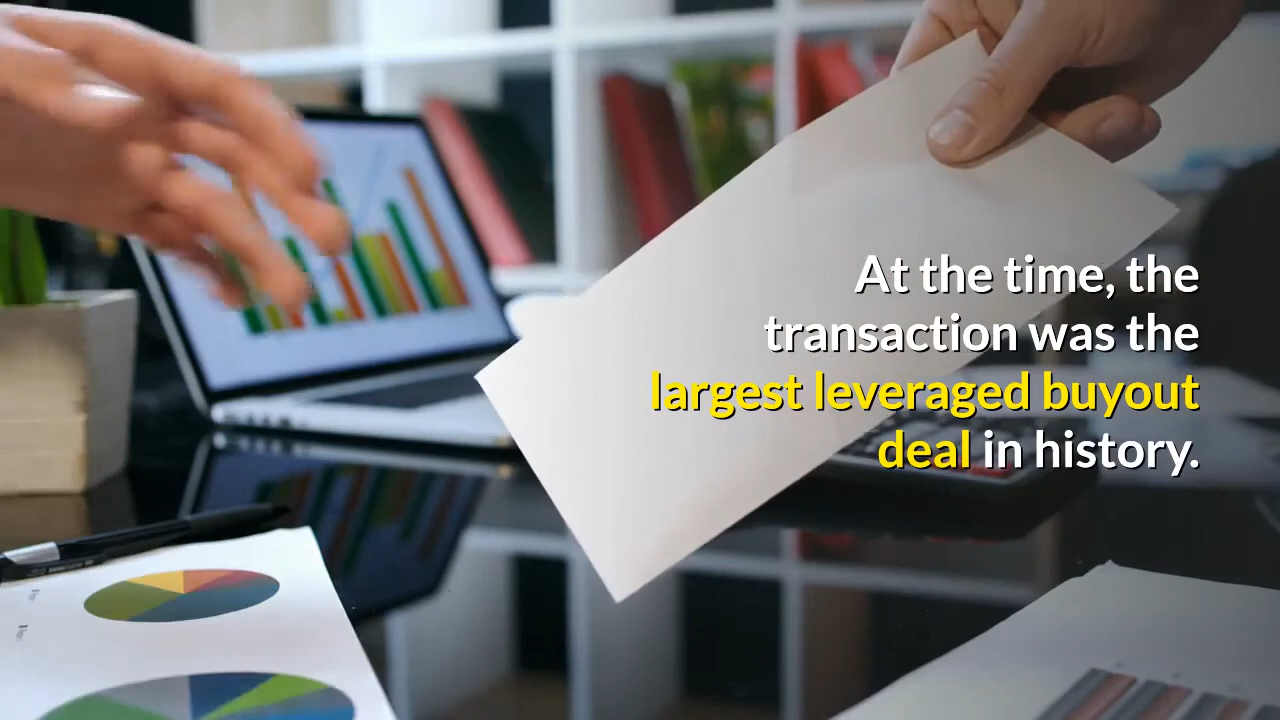 At the time, the
transaction was the
largest leveraged buyout
deal in history.